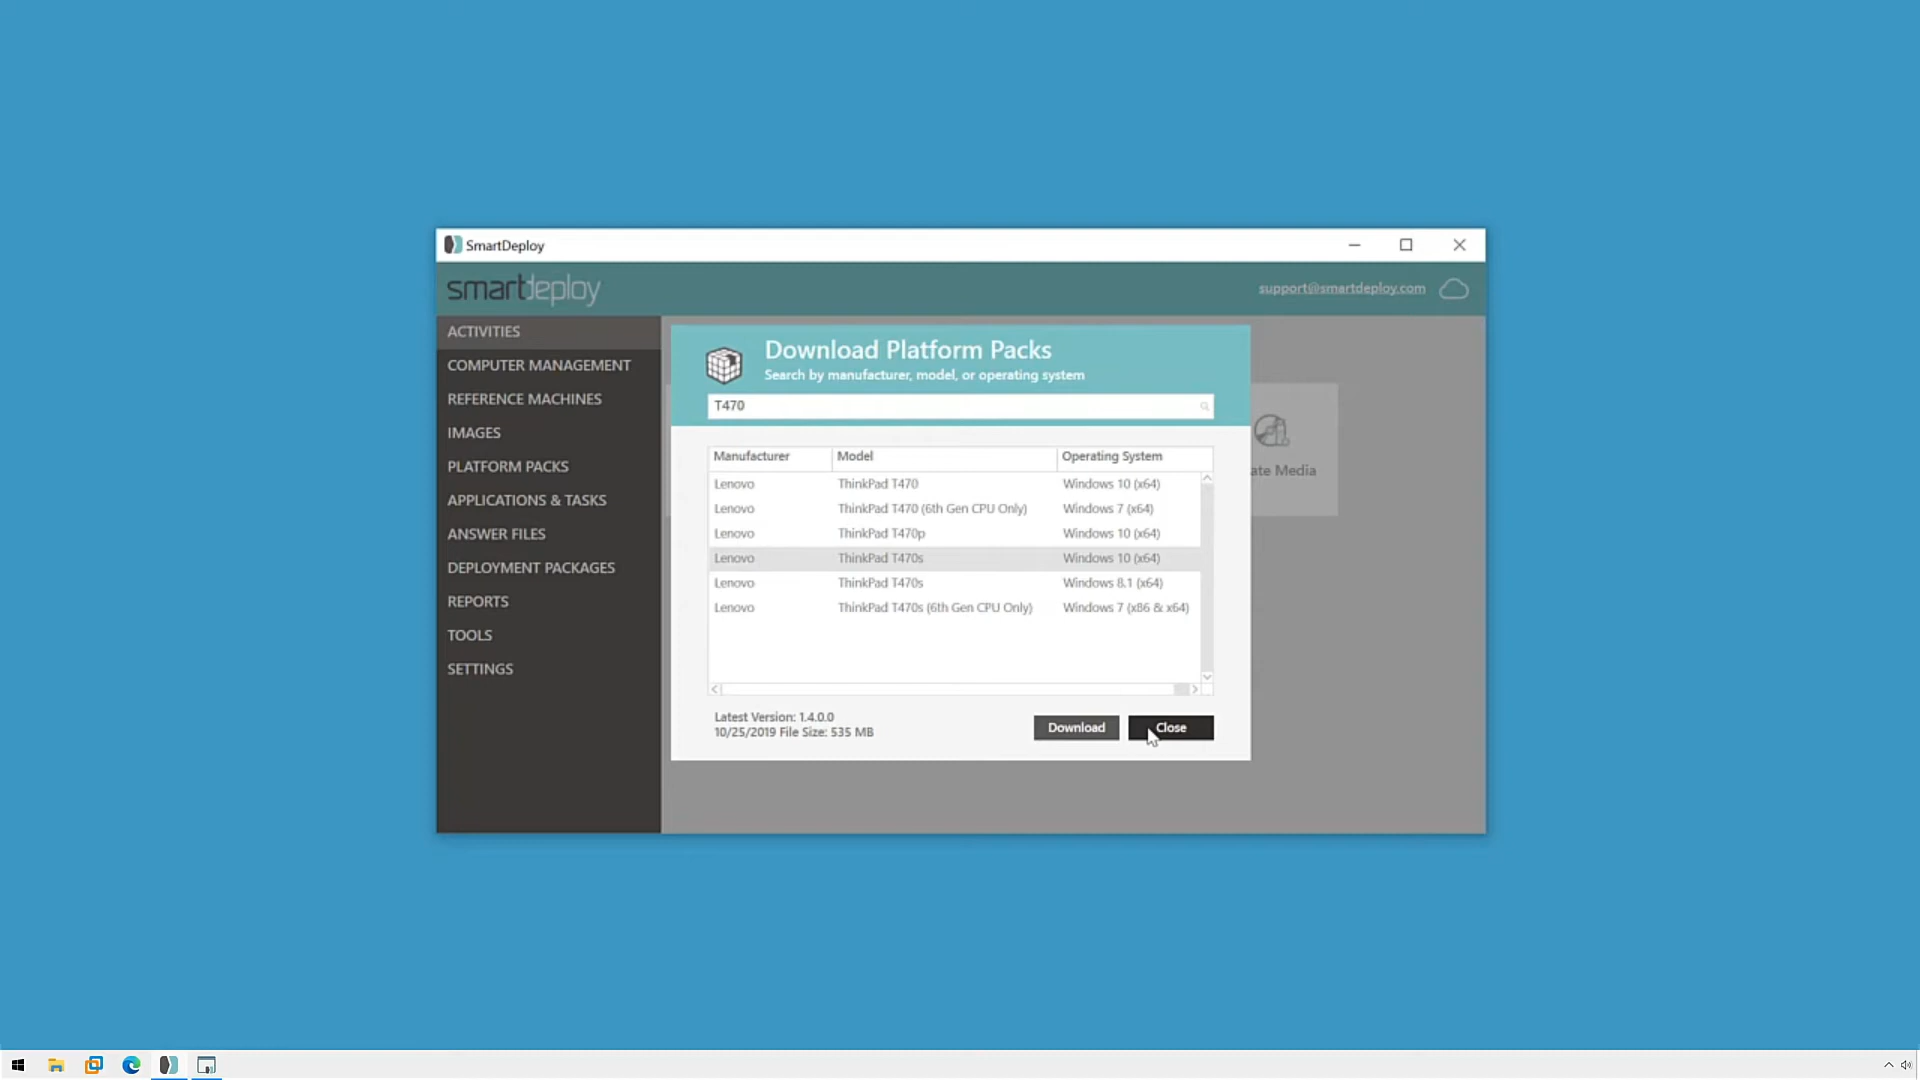 SmartDeploy
smartdeploy
support@smartdeploy.com
ACTIVITIES
COMPUTER MANAGEMENT
REFERENCE MACHINES
IMAGES
PLATFORM PACKS
APPLICATIONS & TASKS
ANSWER FILES
DEPLOYMENT PACKAGES
REPORTS
TOOLS
SETTINGS
Download Platform Packs
Search by manufacturer, model, or operating system
T470
Manufacturer Model Operating System
Lenovo ThinkPad T470 Windows 10 (x64)
Lenovo ThinkPad T470 (6th Gen CPU Only) Windows 7 (x64)
Lenovo ThinkPad T470p Windows 10 (x64)
Lenovo ThinkPad T470s Windows 10 (x64)
Lenovo ThinkPad T470s Windows 8.1 (x64)
Lenovo ThinkPad T470s (6th Gen CPU Only) Windows 7 (x86 & x64)
Latest Version: 1.4.0.0
10/25/2019 File Size: 535 MB
Download Close
ate Media